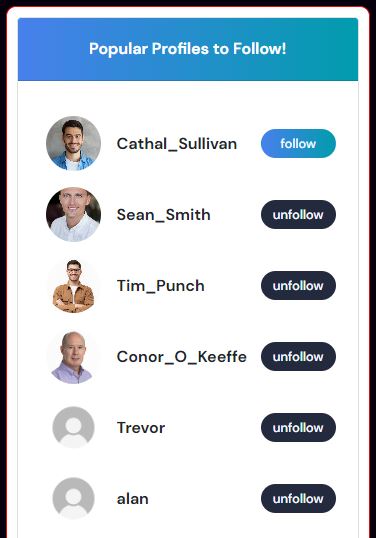 Popular Profiles to Follow!
Cathal_Sullivan follow
Sean_Smith unfollow
Tim_Punch unfollow
Conor_O_Keeffe unfollow
Trevor unfollow
alan unfollow